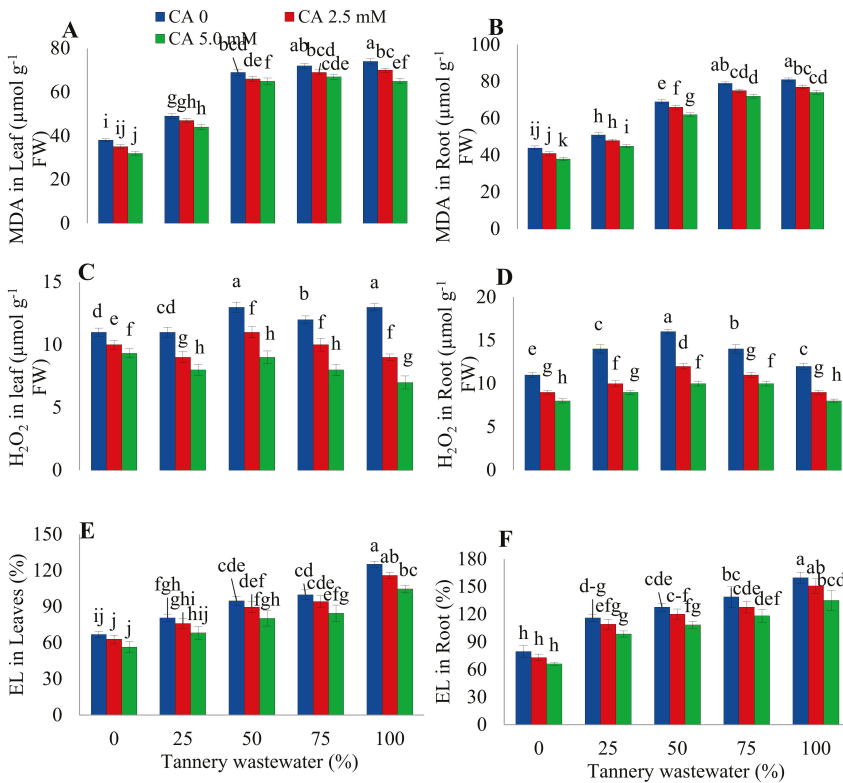 CA 0
CA 2.5 mM
CA 5.0 mM
A
MDA in Leaf (µmol g-1 FW)
80
60
40
20
0
i ij j
g gh h
bcd de f
ab bcd cde
a bc ef
B
MDA in Root (µmol g-1 FW)
100
80
60
40
20
0
ij j k
h h i
e f g
ab cd d
a bc cd
C
H2O2 in leaf (µmol g-1 FW)
15
10
5
0
d e f
cd g h
a f h
b f h
a f g
D
H2O2 in Root (µmol g-1 FW)
20
15
10
5
0
e g h
c f g
a d f
b f f
c g h
E
EL in Leaves (%)
150
120
90
60
30
0
ij j j
fgh ghi hij
cde def fgh
cd cde efg
a ab bc
0 25 50 75 100
Tannery wastewater (%)
F
EL in Root (%)
180
150
120
90
60
30
0
h h h
d-g efg g
cde c-f fg
bc cde def
a ab bcd
0 25 50 75 100
Tannery wastewater (%)